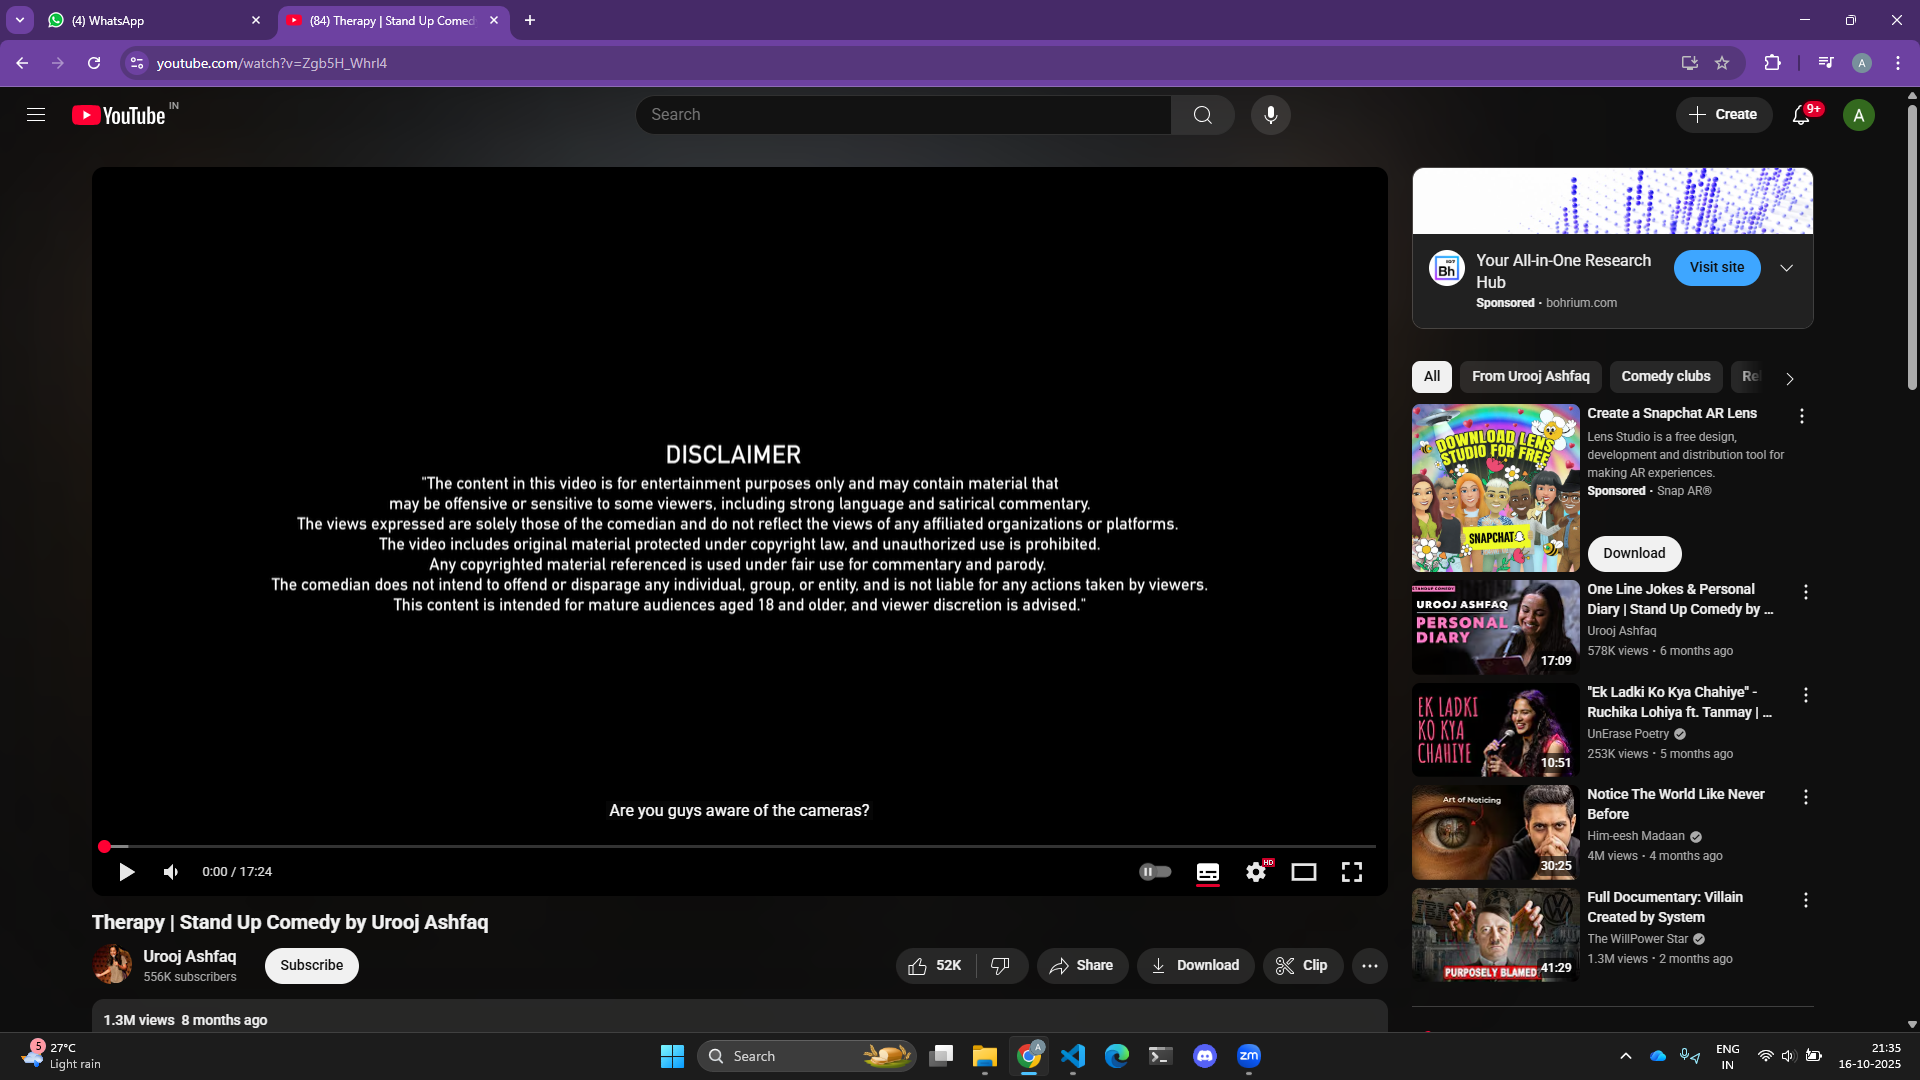 (4) WhatsApp
(84) Therapy | Stand Up Comed
youtube.com/watch?v=Zgb5H_WhrI4
A
YouTube IN
Search
Create
9+
A
DISCLAIMER
"The content in this video is for entertainment purposes only and may contain material that
may be offensive or sensitive to some viewers, including strong language and satirical commentary.
The views expressed are solely those of the comedian and do not reflect the views of any affiliated organizations or platforms.
The video includes original material protected under copyright law, and unauthorized use is prohibited.
Any copyrighted material referenced is used under fair use for commentary and parody.
The comedian does not intend to offend or disparage any individual, group, or entity, and is not liable for any actions taken by viewers.
This content is intended for mature audiences aged 18 and older, and viewer discretion is advised."
Are you guys aware of the cameras?
0:00 / 17:24
HD
Therapy | Stand Up Comedy by Urooj Ashfaq
Urooj Ashfaq
556K subscribers
Subscribe
52K
Share
Download
Clip
1.3M views 8 months ago
Bh
Your All-in-One Research
Hub
Sponsored · bohrium.com
Visit site
All
From Urooj Ashfaq
Comedy clubs
Rel
DOWNLOAD LENS
STUDIO FOR FREE
SNAPCHAT
Create a Snapchat AR Lens
Lens Studio is a free design,
development and distribution tool for
making AR experiences.
Sponsored · Snap AR®
Download
STANDUP COMEDY
UROOJ ASHFAQ
PERSONAL
DIARY
17:09
One Line Jokes & Personal
Diary | Stand Up Comedy by ...
Urooj Ashfaq
578K views · 6 months ago
EK LADKI
KO KYA
CHAHIYE
10:51
"Ek Ladki Ko Kya Chahiye" -
Ruchika Lohiya ft. Tanmay | ...
UnErase Poetry
253K views · 5 months ago
Art of Noticing
30:25
Notice The World Like Never
Before
Him-eesh Madaan
4M views · 4 months ago
PURPOSELY BLAMED
41:29
Full Documentary: Villain
Created by System
The WillPower Star
1.3M views · 2 months ago
5
27°C
Light rain
Search
A
zm
ENG
IN
21:35
16-10-2025